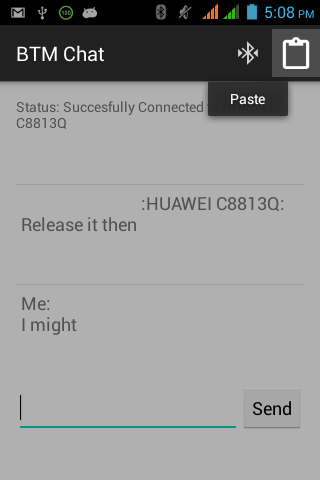 100
5:08 PM
BTM Chat
Paste
Status: Succesfully Connected
C8813Q
:HUAWEI C8813Q:
Release it then
Me:
I might
Send